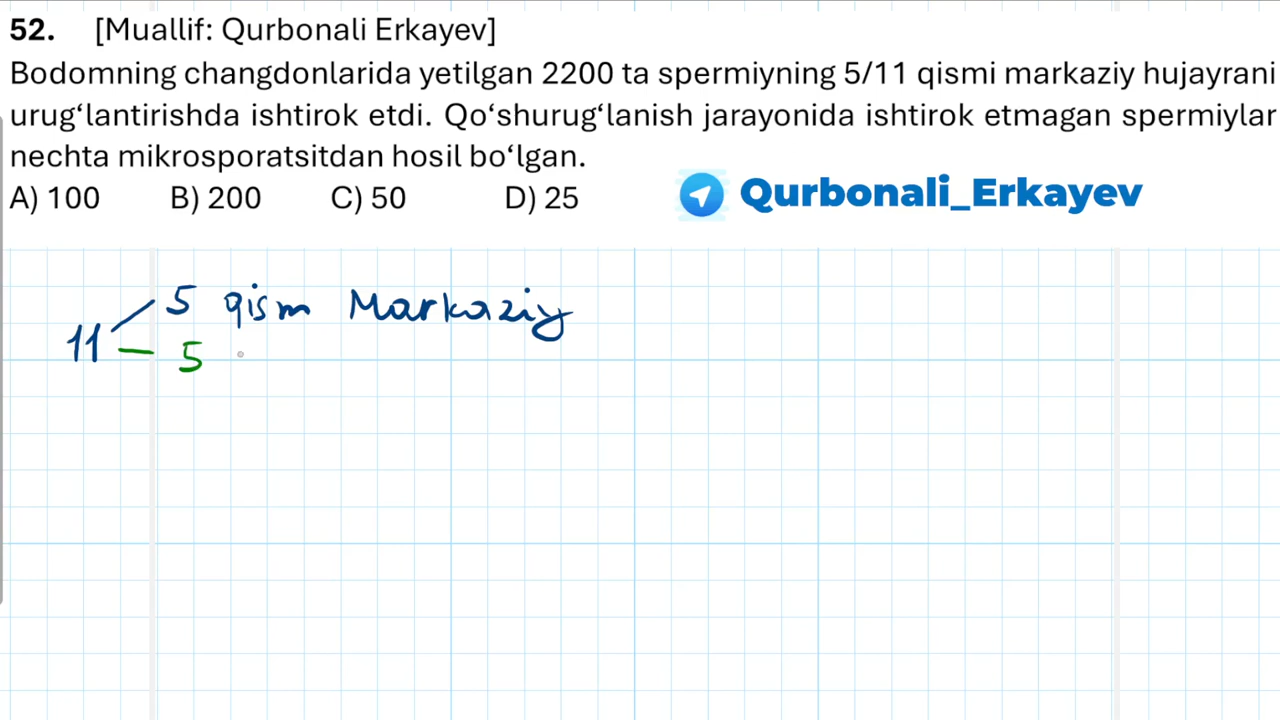 52. [Muallif: Qurbonali Erkayev]
Bodomning changdonlarida yetilgan 2200 ta spermiyning 5/11 qismi markaziy hujayrani
urug‘lantirishda ishtirok etdi. Qo‘shurug‘lanish jarayonida ishtirok etmagan spermiylar
nechta mikrosporatsitdan hosil bo‘lgan.
A) 100 B) 200 C) 50 D) 25
Qurbonali_Erkayev
5 qism Markaziy
11
5